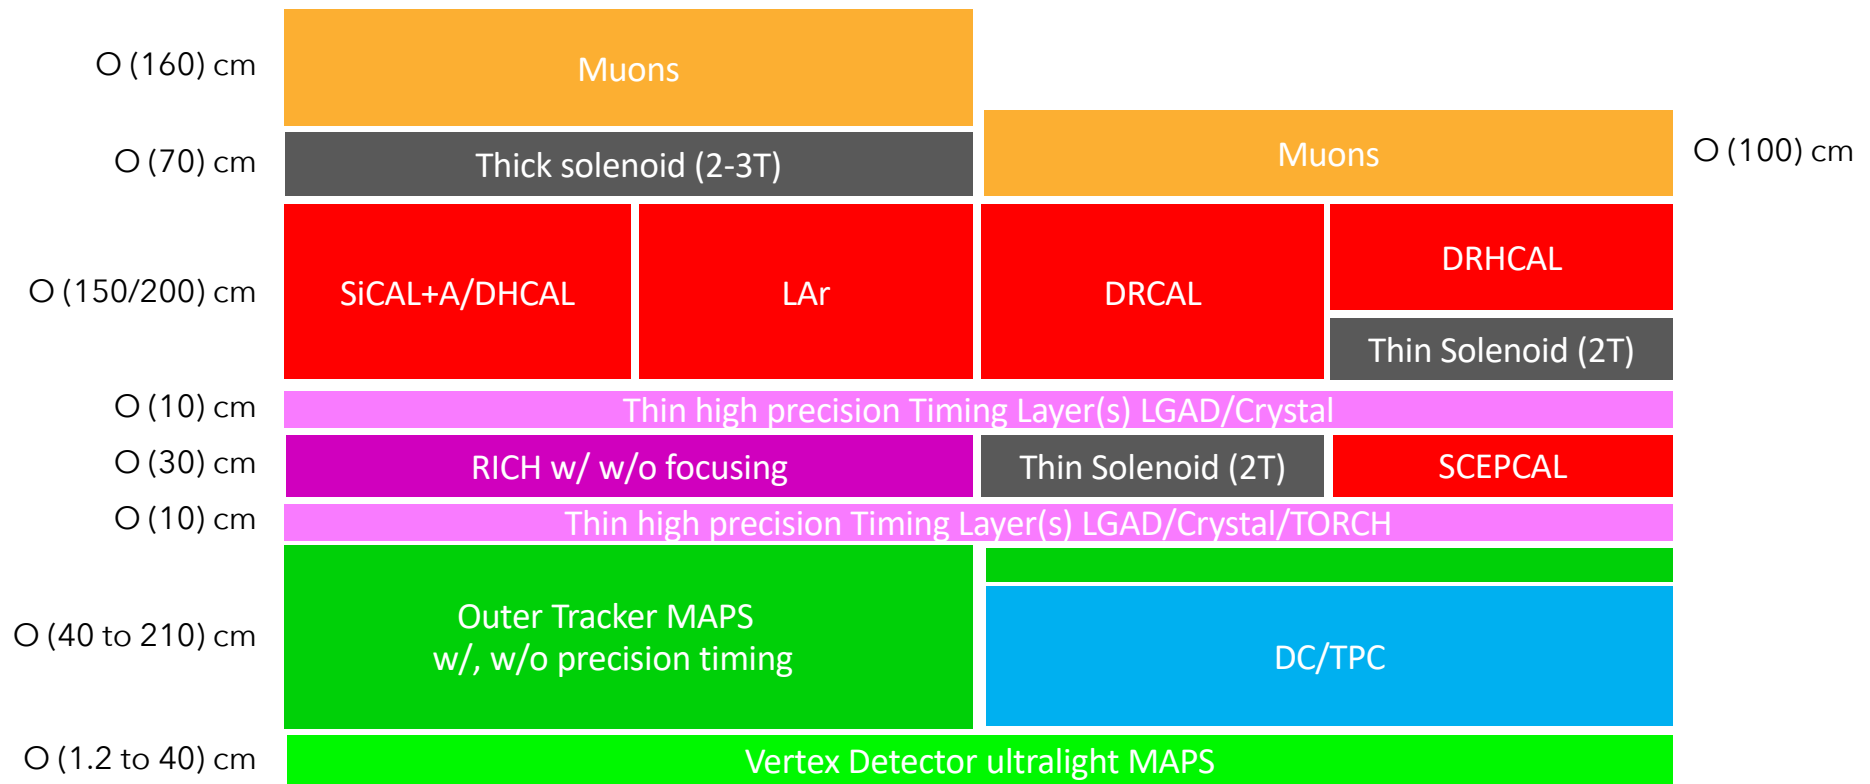 O (160) cm
Muons
O (70) cm
Thick solenoid (2-3T)
Muons
O (100) cm
O (150/200) cm
SiCAL+A/DHCAL
LAr
DRCAL
DRHCAL
Thin Solenoid (2T)
O (10) cm
Thin high precision Timing Layer(s) LGAD/Crystal
O (30) cm
RICH w/ w/o focusing
Thin Solenoid (2T)
SCEPCAL
O (10) cm
Thin high precision Timing Layer(s) LGAD/Crystal/TORCH
O (40 to 210) cm
Outer Tracker MAPS
w/, w/o precision timing
DC/TPC
O (1.2 to 40) cm
Vertex Detector ultralight MAPS